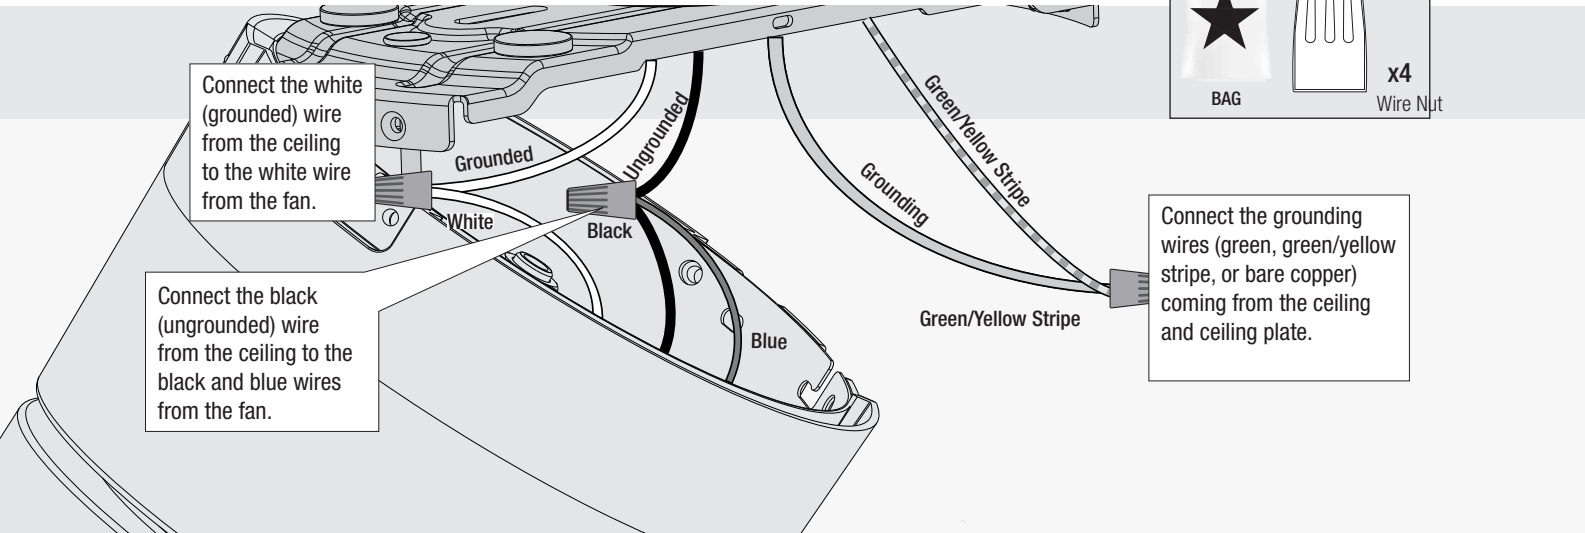 BAG
x4
Wire Nut
Connect the white
(grounded) wire
from the ceiling
to the white wire
from the fan.
Grounded
Ungrounded
White
Black
Blue
Green/Yellow Stripe
Grounding
Green/Yellow Stripe
Connect the black
(ungrounded) wire
from the ceiling to the
black and blue wires
from the fan.
Connect the grounding
wires (green, green/yellow
stripe, or bare copper)
coming from the ceiling
and ceiling plate.